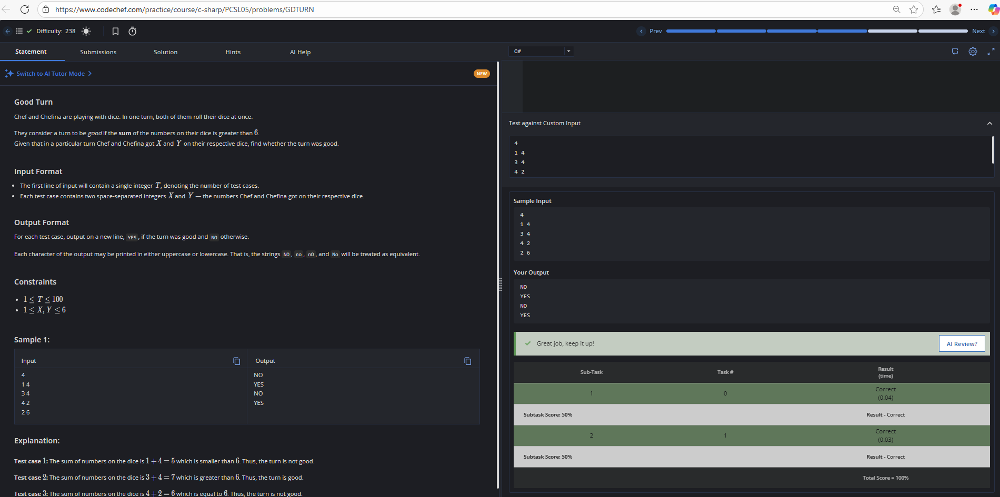 https://www.codechef.com/practice/course/c-sharp/PCSL05/problems/GDTURN
Difficulty: 238
Prev
Next
Statement
Submissions
Solution
Hints
AI Help
C#
Switch to AI Tutor Mode
NEW
Good Turn
Chef and Chefina are playing with dice. In one turn, both of them roll their dice at once.
They consider a turn to be good if the sum of the numbers on their dice is greater than 6.
Given that in a particular turn Chef and Chefina got X and Y on their respective dice, find whether the turn was good.
Input Format
• The first line of input will contain a single integer T, denoting the number of test cases.
• Each test case contains two space-separated integers X and Y — the numbers Chef and Chefina got on their respective dice.
Output Format
For each test case, output on a new line, YES, if the turn was good and NO otherwise.
Each character of the output may be printed in either uppercase or lowercase. That is, the strings NO, no, nO, and No will be treated as equivalent.
Constraints
• 1 ≤ T ≤ 100
• 1 ≤ X, Y ≤ 6
Sample 1:
Input
Output
4
1 4
3 4
4 2
2 6
NO
YES
NO
YES
Explanation:
Test case 1: The sum of numbers on the dice is 1 + 4 = 5 which is smaller than 6. Thus, the turn is not good.
Test case 2: The sum of numbers on the dice is 3 + 4 = 7 which is greater than 6. Thus, the turn is good.
Test case 3: The sum of numbers on the dice is 4 + 2 = 6 which is equal to 6. Thus, the turn is not good.
Test against Custom Input
4
1 4
3 4
4 2
Sample Input
4
1 4
3 4
4 2
2 6
Your Output
NO
YES
NO
YES
Great job, keep it up!
AI Review?
Sub-Task
Task #
Result
(time)
1
0
Correct
(0.04)
Subtask Score: 50%
Result - Correct
2
1
Correct
(0.03)
Subtask Score: 50%
Result - Correct
Total Score = 100%